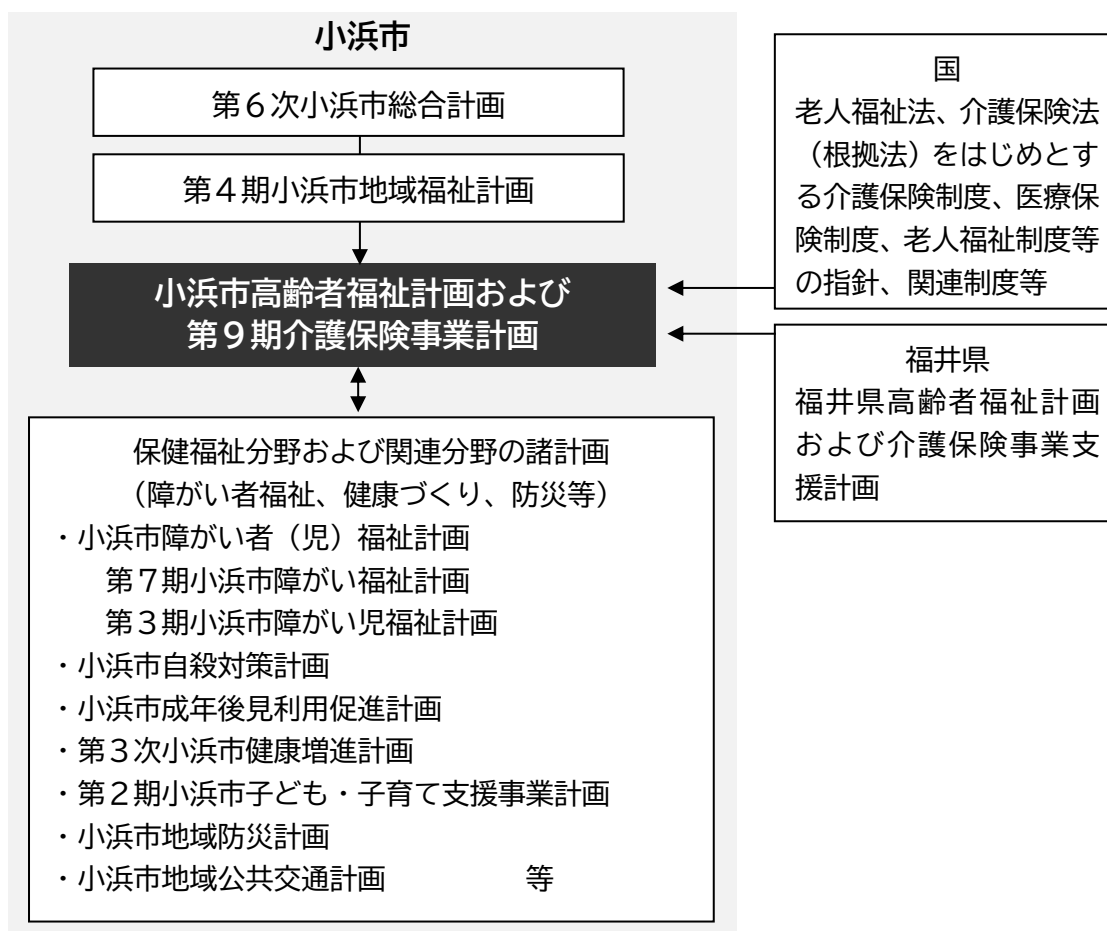 小浜市
第６次小浜市総合計画
第４期小浜市地域福祉計画
小浜市高齢者福祉計画および
第９期介護保険事業計画
保健福祉分野および関連分野の諸計画
（障がい者福祉、健康づくり、防災等）
・小浜市障がい者（児）福祉計画
第７期小浜市障がい福祉計画
第３期小浜市障がい児福祉計画
・小浜市自殺対策計画
・小浜市成年後見利用促進計画
・第３次小浜市健康増進計画
・第２期小浜市子ども・子育て支援事業計画
・小浜市地域防災計画
・小浜市地域公共交通計画　　　　　等
国
老人福祉法、介護保険法
（根拠法）をはじめとす
る介護保険制度、医療保
険制度、老人福祉制度等
の指針、関連制度等
福井県
福井県高齢者福祉計画
および介護保険事業支
援計画